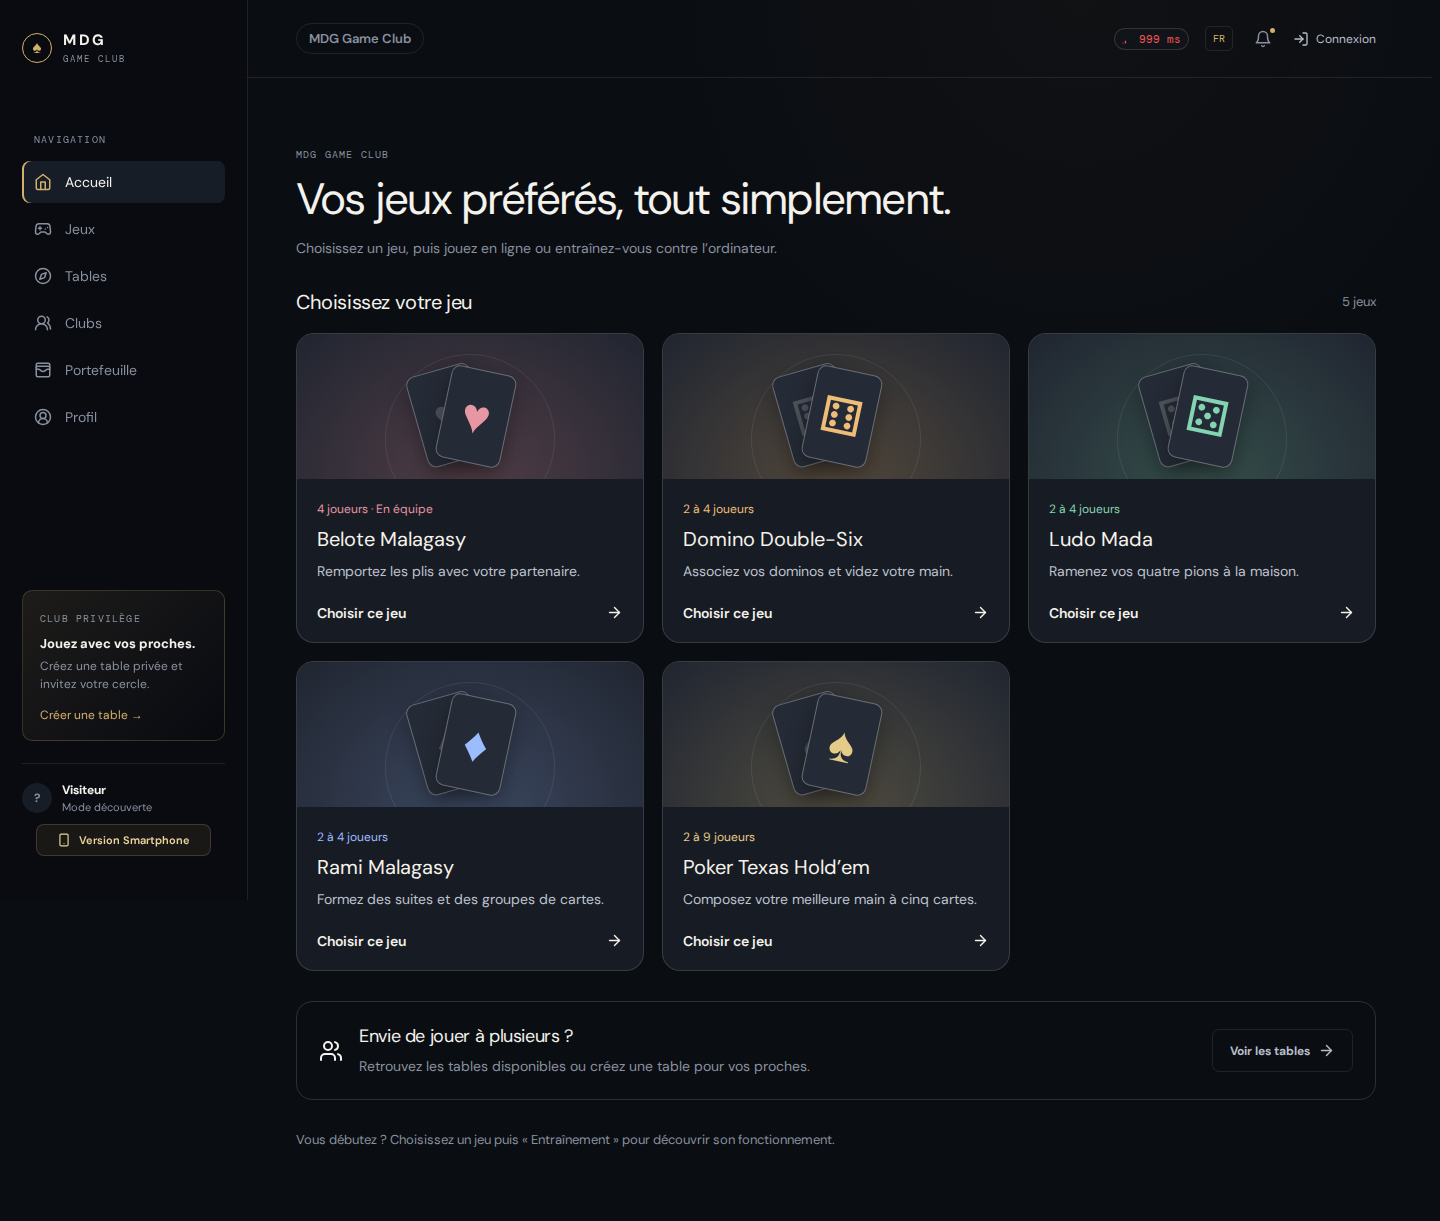 MDG
GAME CLUB
NAVIGATION
Accueil
Jeux
Tables
Clubs
Portefeuille
Profil
CLUB PRIVILÈGE
Jouez avec vos proches.
Créez une table privée et
invitez votre cercle.
Créer une table →
?
Visiteur
Mode découverte
Version Smartphone
MDG Game Club
999 ms
FR
Connexion
MDG GAME CLUB
Vos jeux préférés, tout simplement.
Choisissez un jeu, puis jouez en ligne ou entraînez-vous contre l’ordinateur.
Choisissez votre jeu
5 jeux
4 joueurs · En équipe
Belote Malagasy
Remportez les plis avec votre partenaire.
Choisir ce jeu
2 à 4 joueurs
Domino Double-Six
Associez vos dominos et videz votre main.
Choisir ce jeu
2 à 4 joueurs
Ludo Mada
Ramenez vos quatre pions à la maison.
Choisir ce jeu
2 à 4 joueurs
Rami Malagasy
Formez des suites et des groupes de cartes.
Choisir ce jeu
2 à 9 joueurs
Poker Texas Hold’em
Composez votre meilleure main à cinq cartes.
Choisir ce jeu
Envie de jouer à plusieurs ?
Retrouvez les tables disponibles ou créez une table pour vos proches.
Voir les tables
Vous débutez ? Choisissez un jeu puis « Entraînement » pour découvrir son fonctionnement.